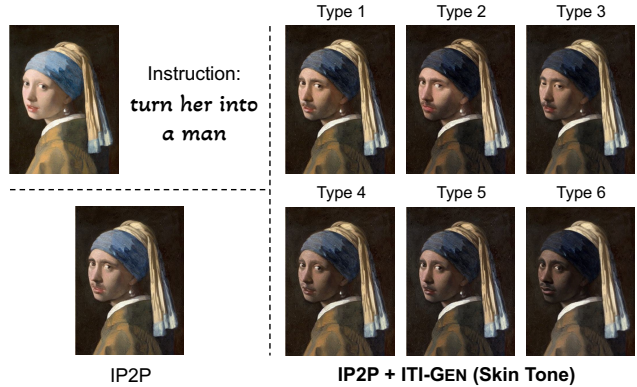 Instruction:
turn her into
a man
IP2P
Type 1 Type 2 Type 3
Type 4 Type 5 Type 6
IP2P + ITI-GEN (Skin Tone)